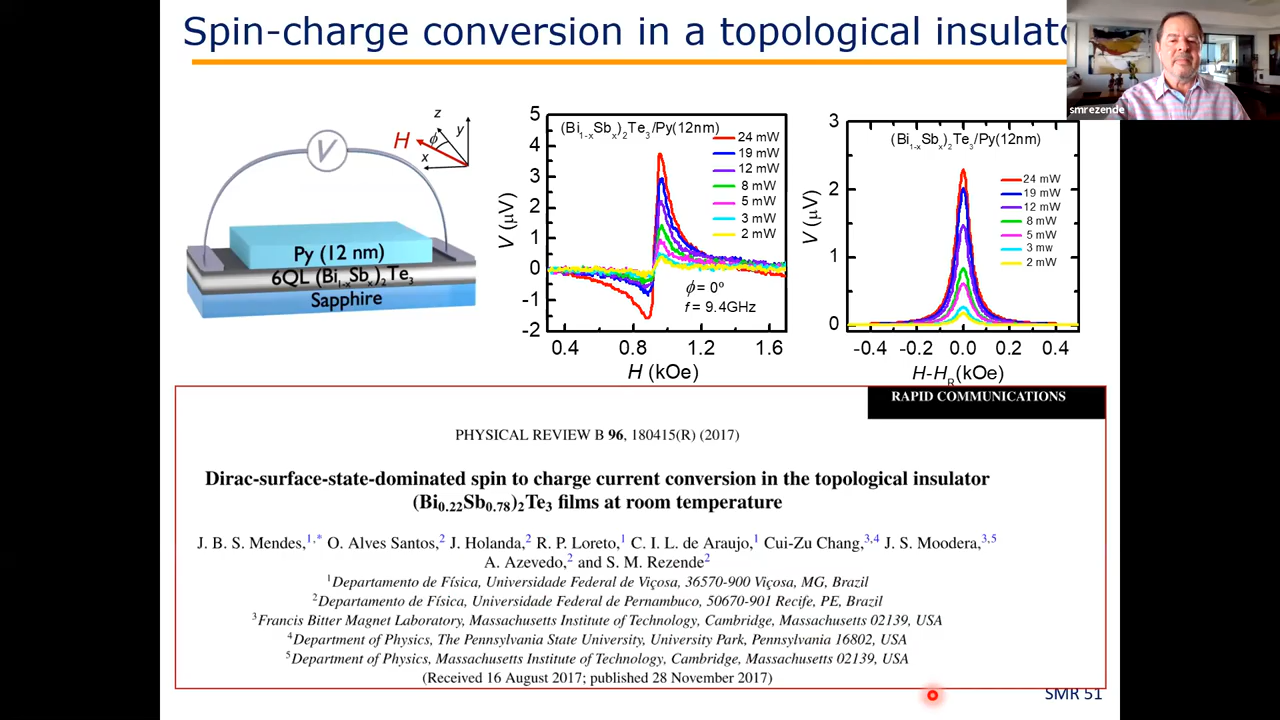 Spin-charge conversion in a topological insulato
smrezende
V
z
y
H
ϕ
x
Py (12 nm)
6QL (Bi1-xSbx)2Te3
Sapphire
(Bi1-xSbx)2Te3/Py(12nm)
24 mW
19 mW
12 mW
8 mW
5 mW
3 mW
2 mW
V (μV)
5
4
3
2
1
0
-1
-2
ϕ = 0º
f = 9.4GHz
0.4 0.8 1.2 1.6
H (kOe)
(Bi1-xSbx)2Te3/Py(12nm)
24 mW
19 mW
12 mW
8 mW
5 mW
3 mw
2 mW
V (μV)
3
2
1
0
-0.4 -0.2 0.0 0.2 0.4
H-HR(kOe)
RAPID COMMUNICATIONS
PHYSICAL REVIEW B 96, 180415(R) (2017)
Dirac-surface-state-dominated spin to charge current conversion in the topological insulator
(Bi0.22Sb0.78)2Te3 films at room temperature
J. B. S. Mendes,1,* O. Alves Santos,2 J. Holanda,2 R. P. Loreto,1 C. I. L. de Araujo,1 Cui-Zu Chang,3,4 J. S. Moodera,3,5
A. Azevedo,2 and S. M. Rezende2
1Departamento de Física, Universidade Federal de Viçosa, 36570-900 Viçosa, MG, Brazil
2Departamento de Física, Universidade Federal de Pernambuco, 50670-901 Recife, PE, Brazil
3Francis Bitter Magnet Laboratory, Massachusetts Institute of Technology, Cambridge, Massachusetts 02139, USA
4Department of Physics, The Pennsylvania State University, University Park, Pennsylvania 16802, USA
5Department of Physics, Massachusetts Institute of Technology, Cambridge, Massachusetts 02139, USA
(Received 16 August 2017; published 28 November 2017)
SMR 51